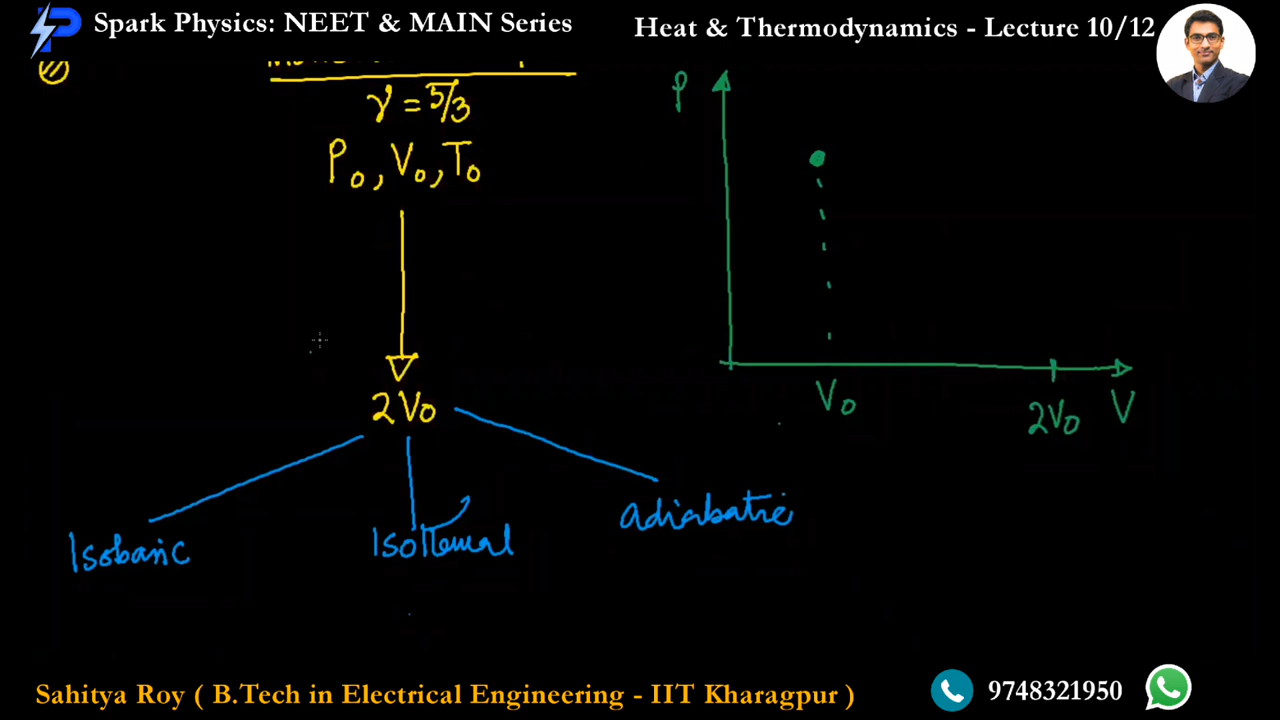 Spark Physics: NEET & MAIN Series
Heat & Thermodynamics - Lecture 10/12
γ = 5/3
P₀, V₀, T₀
2V₀
Isobaric
Isothermal
adiabatic
P
V₀
2V₀
V
Sahitya Roy ( B.Tech in Electrical Engineering - IIT Kharagpur )
9748321950